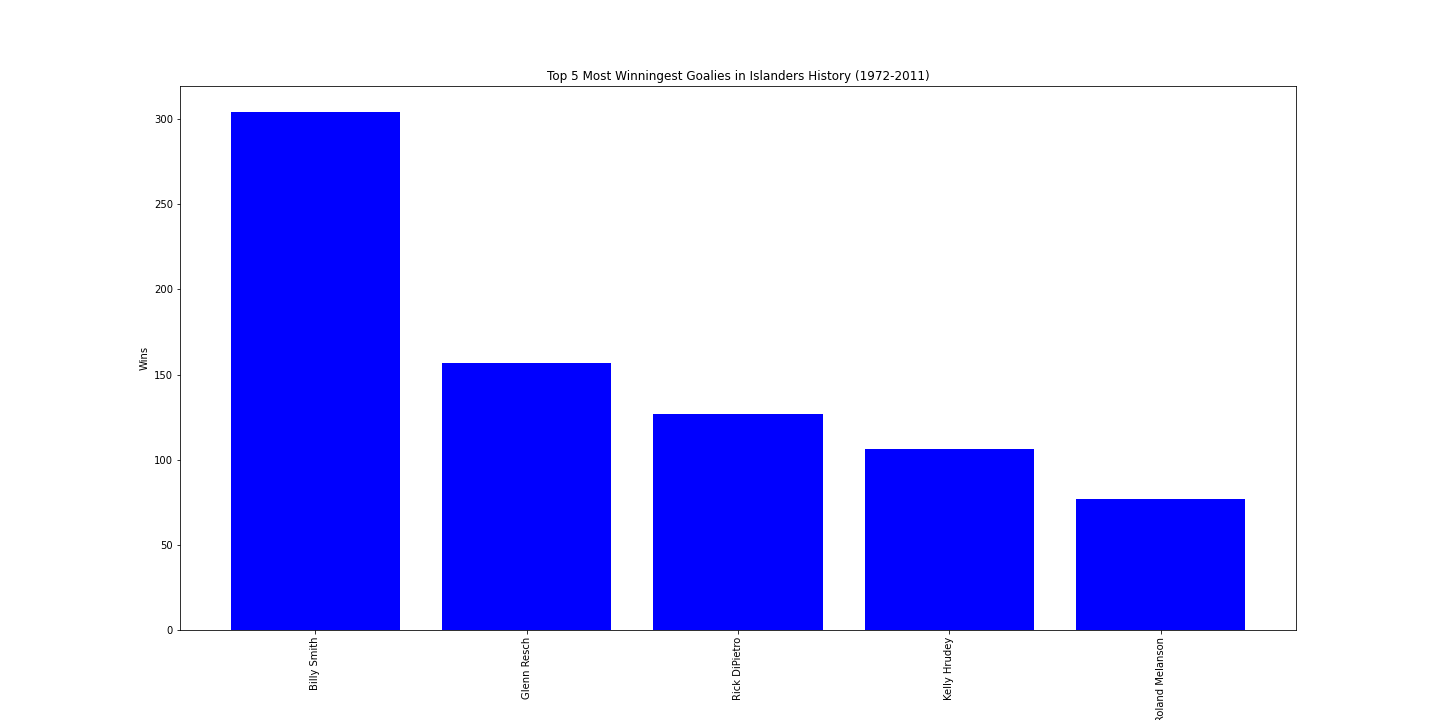 Top 5 Most Winningest Goalies in Islanders History (1972-2011)
Wins
300
250
200
150
100
50
0
Billy Smith
Glenn Resch
Rick DiPietro
Kelly Hrudey
Roland Melanson